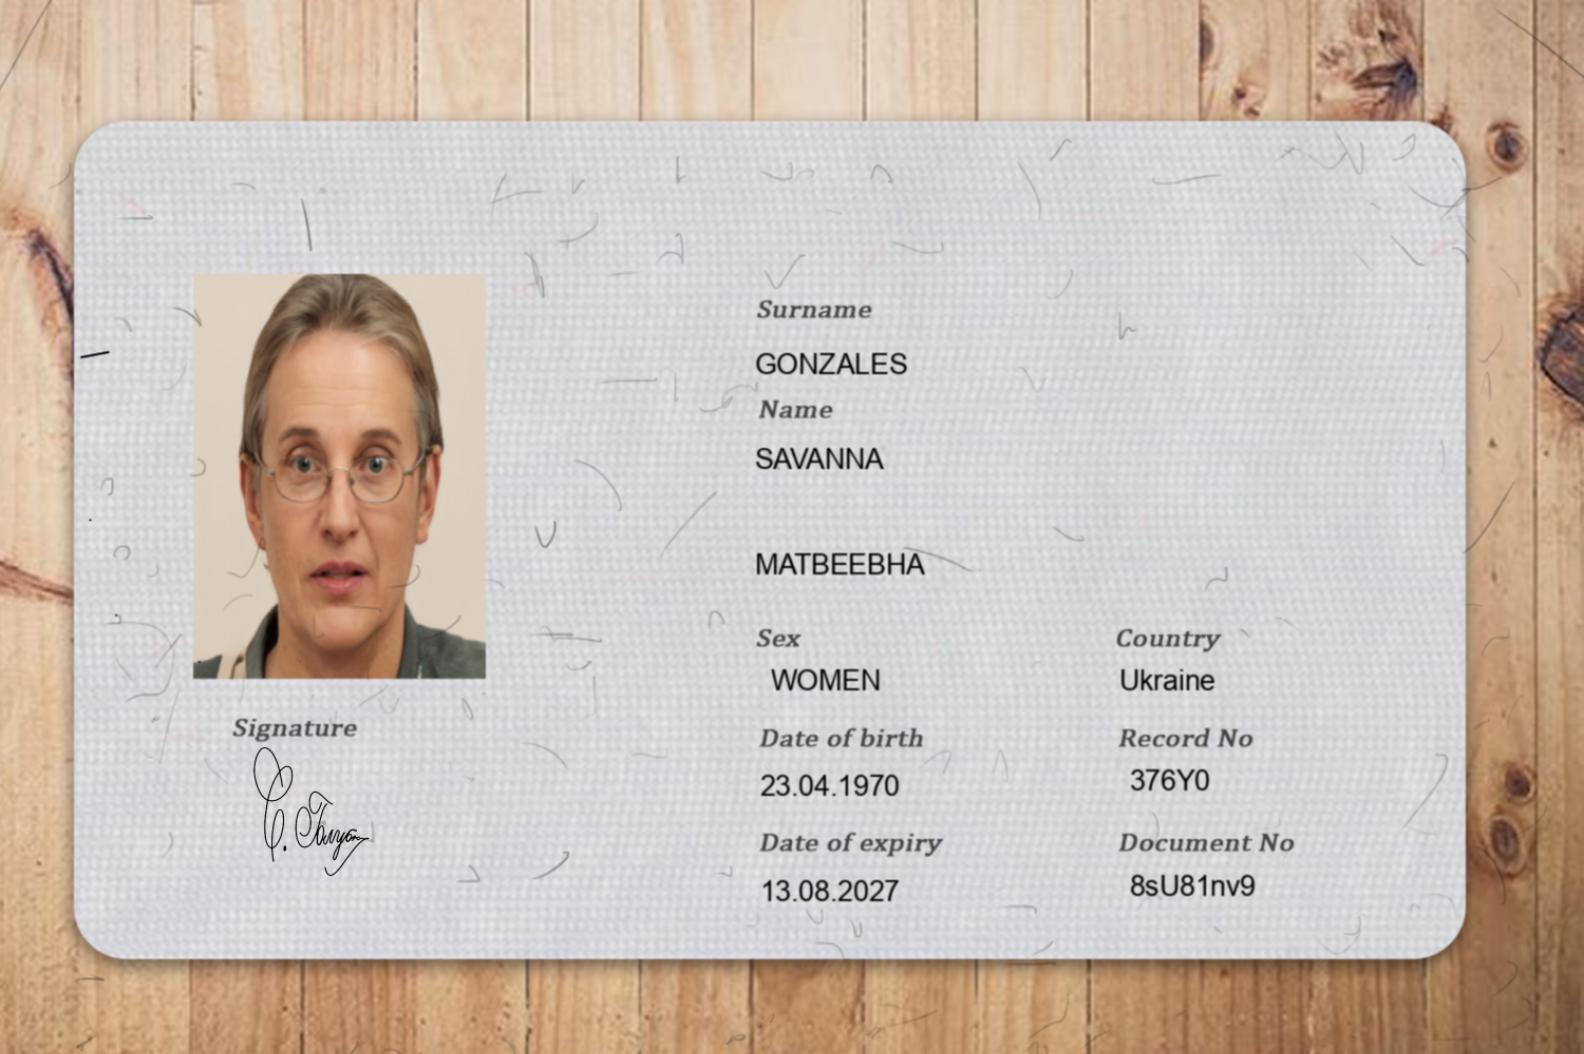 Surname
GONZALES
Name
SAVANNA
MATBEEBHA
Sex
Country
WOMEN
Ukraine
Date of birth
Record No
23.04.1970
376Y0
Date of expiry
Document No
13.08.2027
8sU81nv9
Signature